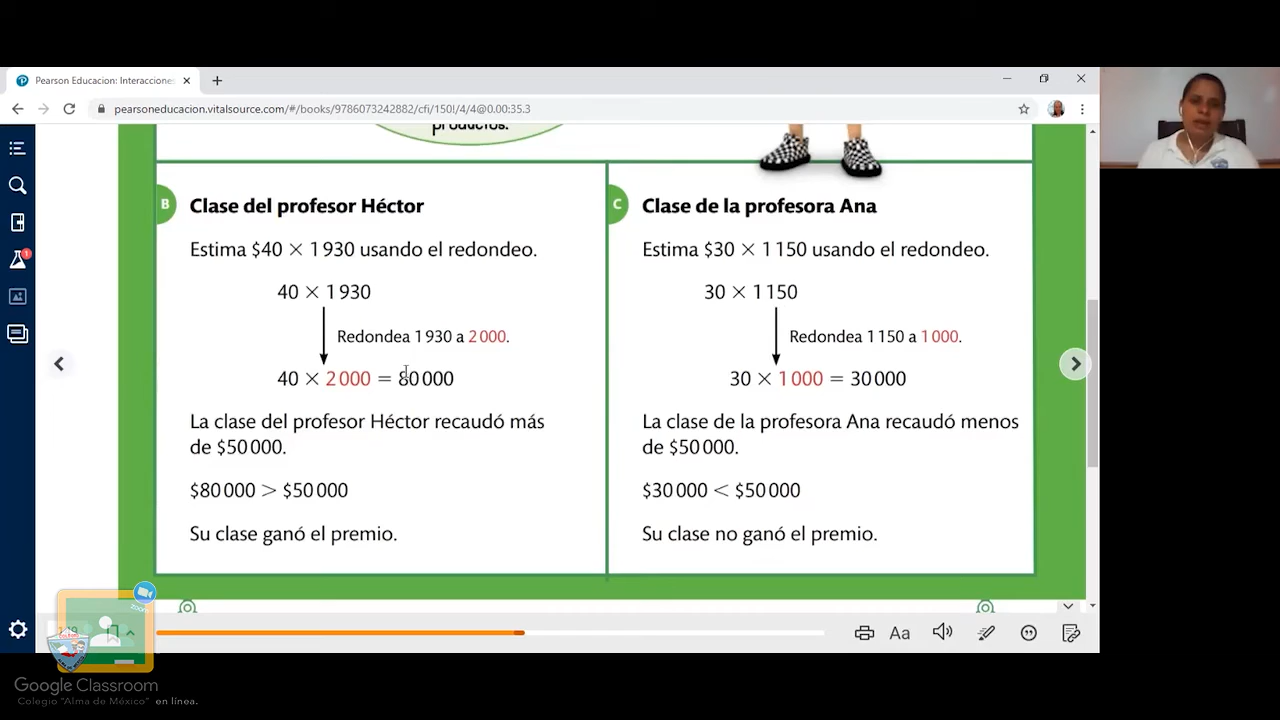 Pearson Educacion: Interacciones
pearsoneducacion.vitalsource.com/#/books/9786073242882/cfi/150!/4/4@0.00:35.3
productos.
B
Clase del profesor Héctor
Estima $40 × 1 930 usando el redondeo.
40 × 1 930
Redondea 1 930 a 2 000.
40 × 2 000 = 80 000
La clase del profesor Héctor recaudó más
de $50 000.
$80 000 > $50 000
Su clase ganó el premio.
C
Clase de la profesora Ana
Estima $30 × 1 150 usando el redondeo.
30 × 1 150
Redondea 1 150 a 1 000.
30 × 1 000 = 30 000
La clase de la profesora Ana recaudó menos
de $50 000.
$30 000 < $50 000
Su clase no ganó el premio.
1
Aa
zoom
Google Classroom
Colegio "Alma de México" en línea.